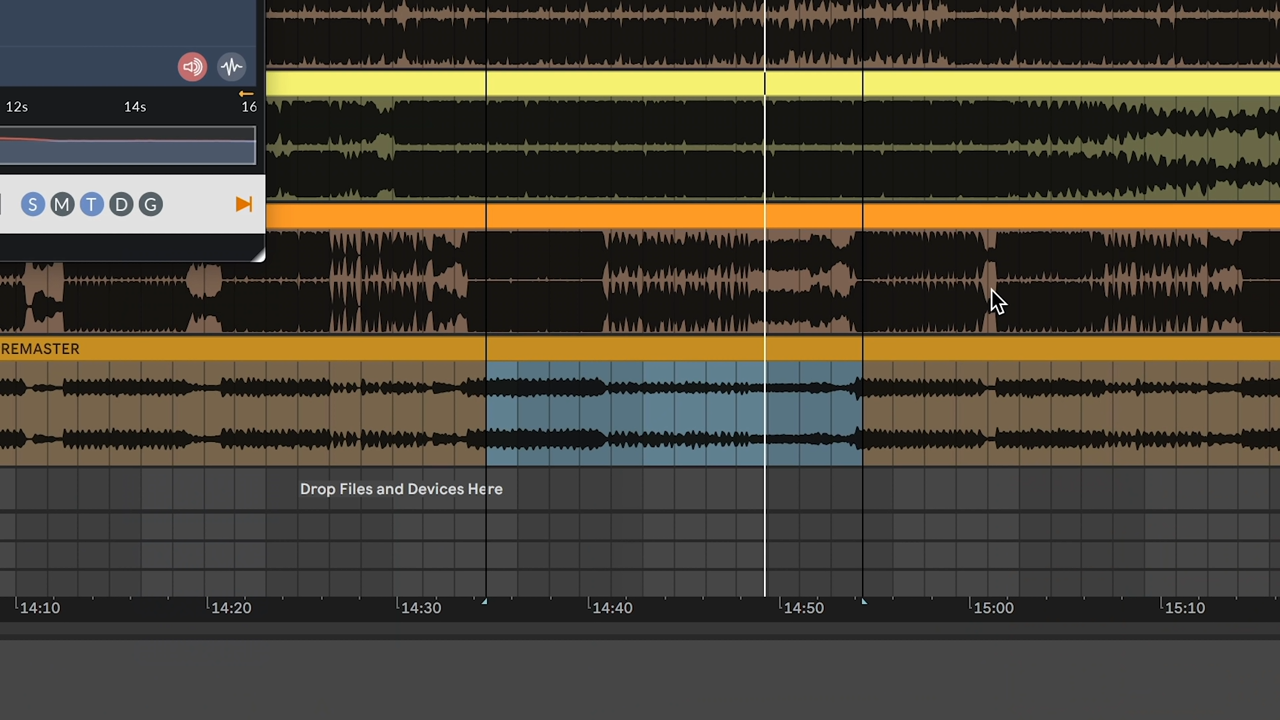 12s 14s 16
S M T D G
REMASTER
Drop Files and Devices Here
14:10 14:20 14:30 14:40 14:50 15:00 15:10